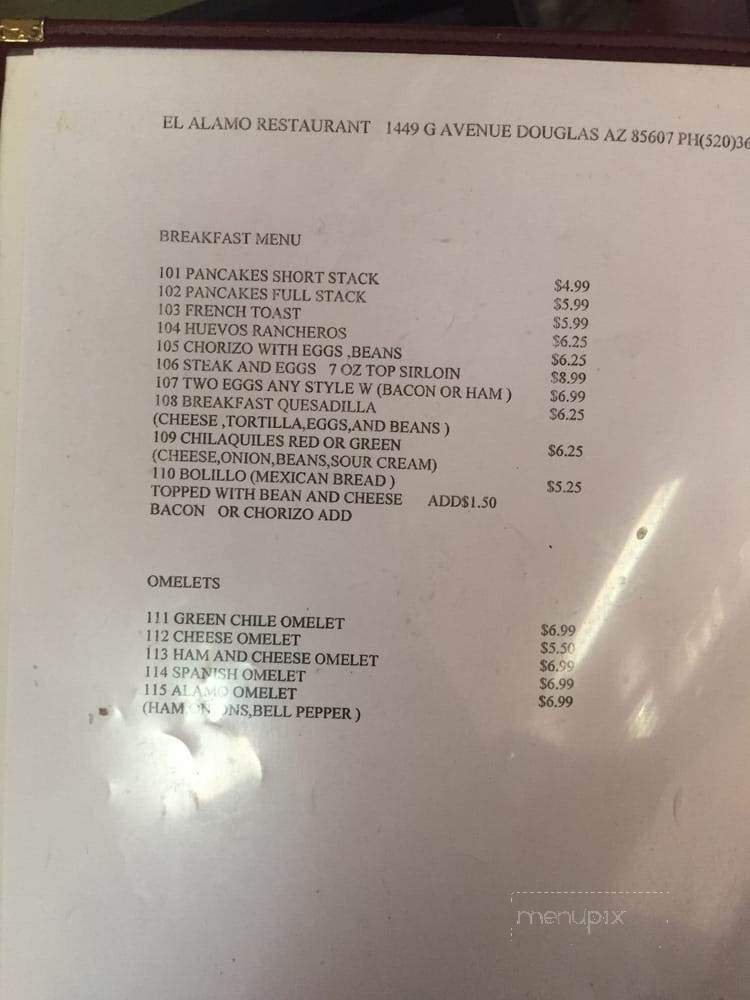 EL ALAMO RESTAURANT 1449 G AVENUE DOUGLAS AZ 85607 PH(520)36
BREAKFAST MENU
101 PANCAKES SHORT STACK $4.99
102 PANCAKES FULL STACK $5.99
103 FRENCH TOAST $5.99
104 HUEVOS RANCHEROS $6.25
105 CHORIZO WITH EGGS ,BEANS $6.25
106 STEAK AND EGGS 7 OZ TOP SIRLOIN $8.99
107 TWO EGGS ANY STYLE W (BACON OR HAM ) $6.99
108 BREAKFAST QUESADILLA $6.25
(CHEESE ,TORTILLA,EGGS,AND BEANS )
109 CHILAQUILES RED OR GREEN $6.25
(CHEESE,ONION,BEANS,SOUR CREAM)
110 BOLILLO (MEXICAN BREAD ) $5.25
TOPPED WITH BEAN AND CHEESE ADD$1.50
BACON OR CHORIZO ADD
OMELETS
111 GREEN CHILE OMELET $6.99
112 CHEESE OMELET $5.50
113 HAM AND CHEESE OMELET $6.99
114 SPANISH OMELET $6.99
115 ALAMO OMELET $6.99
(HAM BELL PEPPER )
menupix